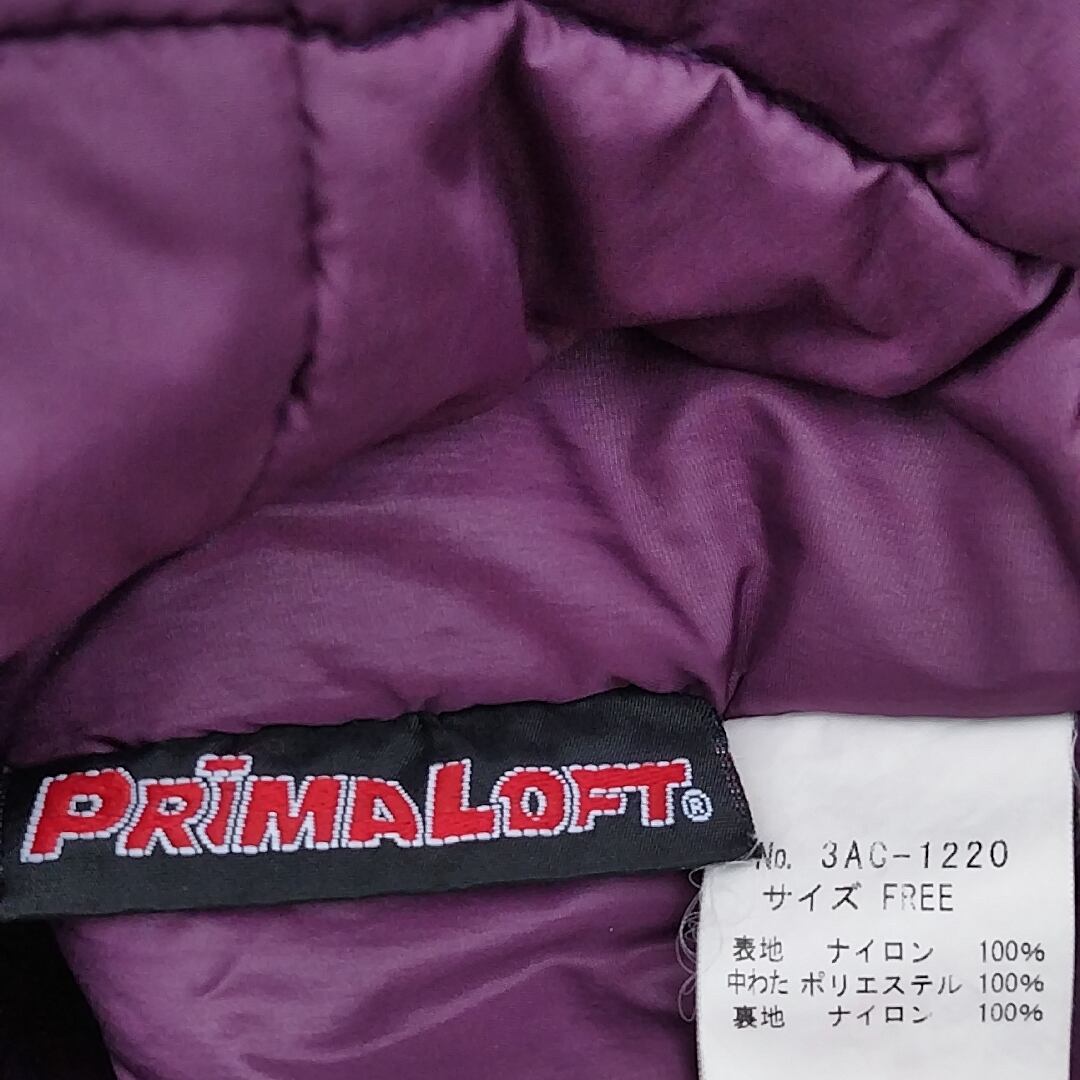 PRIMALOFT®
No. 3AC-1220
サイズ FREE
表地 ナイロン 100%
中わた ポリエステル 100%
裏地 ナイロン 100%